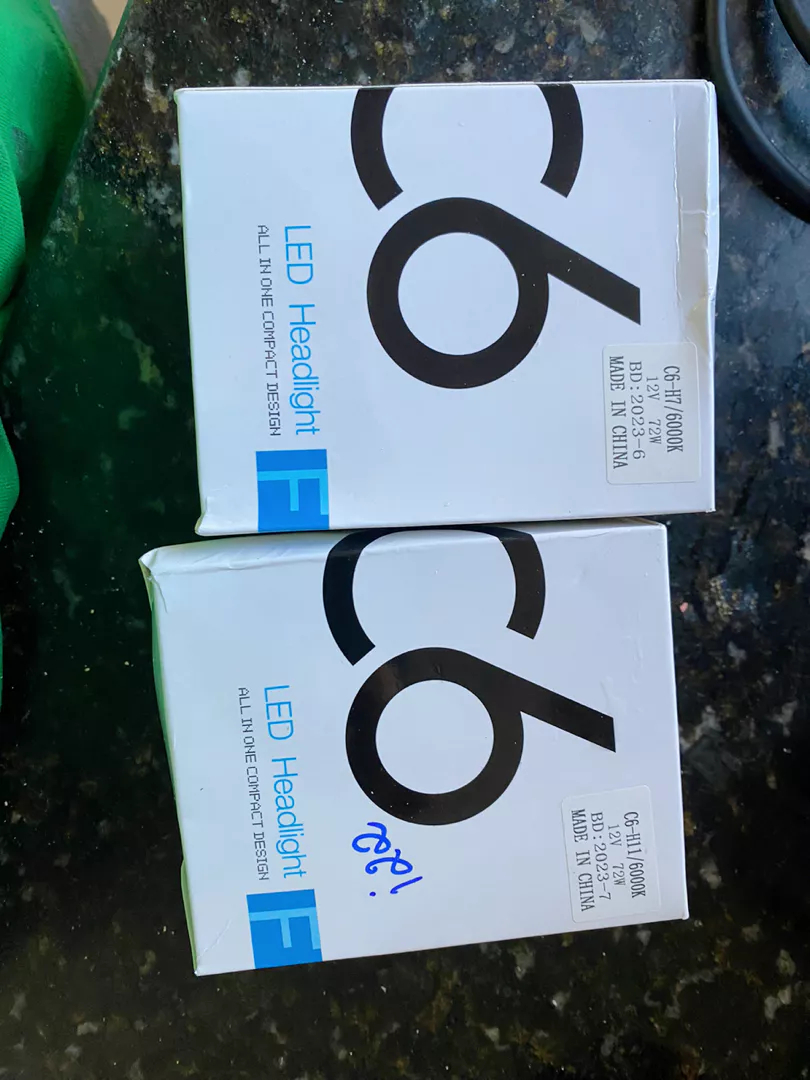 C6
LED Headlight
ALL IN ONE COMPACT DESIGN
F
C6-H7/6000K
12V 72W
BD:2023-6
MADE IN CHINA
C6
LED Headlight
ALL IN ONE COMPACT DESIGN
F
C6-H11/6000K
12V 72W
BD:2023-7
MADE IN CHINA